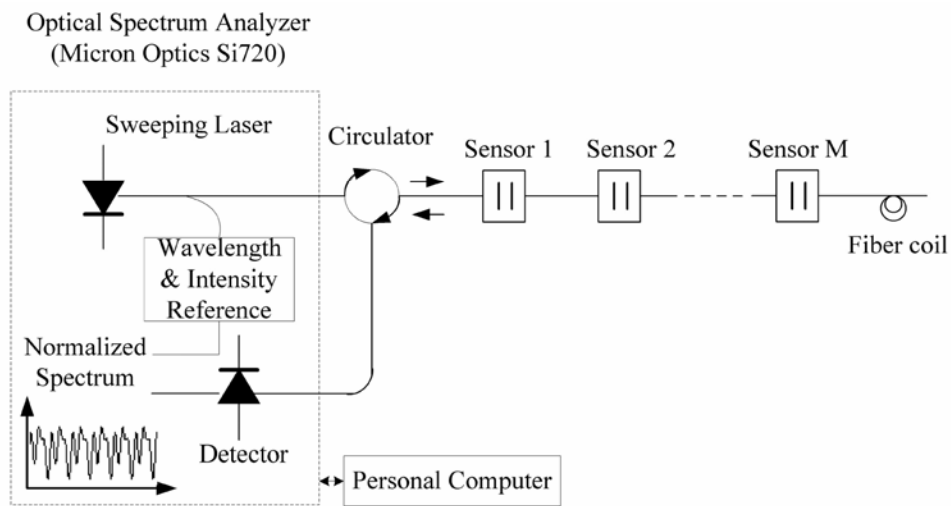 Optical Spectrum Analyzer
(Micron Optics Si720)
Sweeping Laser
Circulator
Sensor 1
Sensor 2
Sensor M
Wavelength
& Intensity
Reference
Fiber coil
Normalized
Spectrum
Detector
Personal Computer